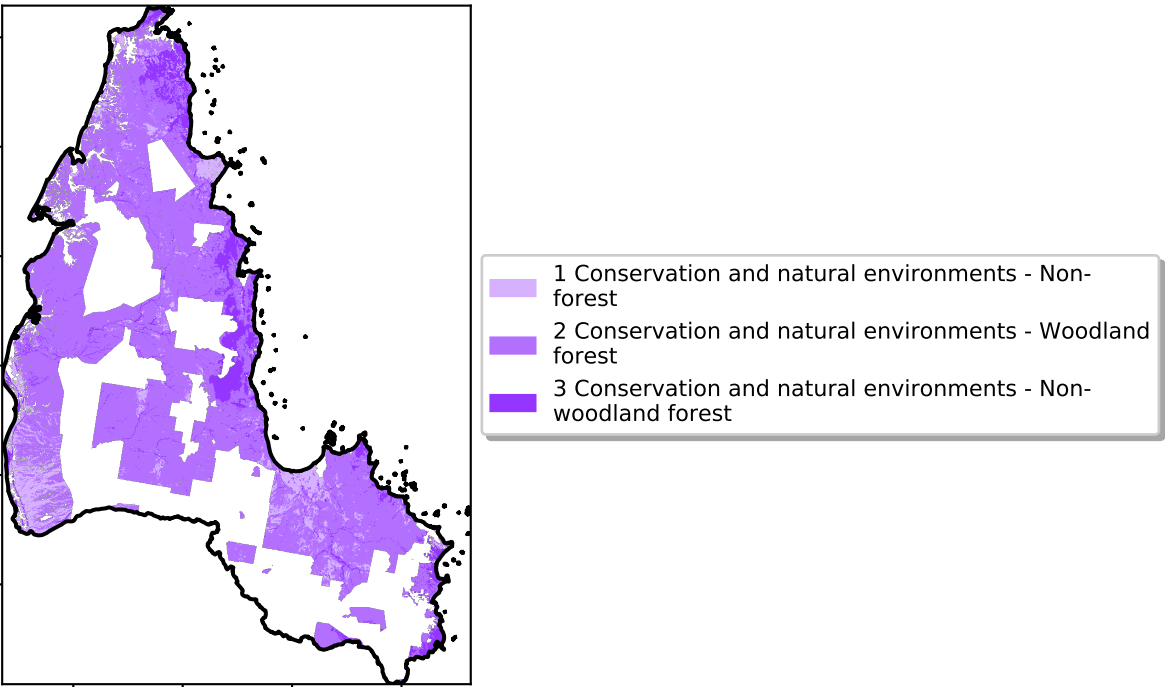 1 Conservation and natural environments - Non-
forest
2 Conservation and natural environments - Woodland
forest
3 Conservation and natural environments - Non-
woodland forest